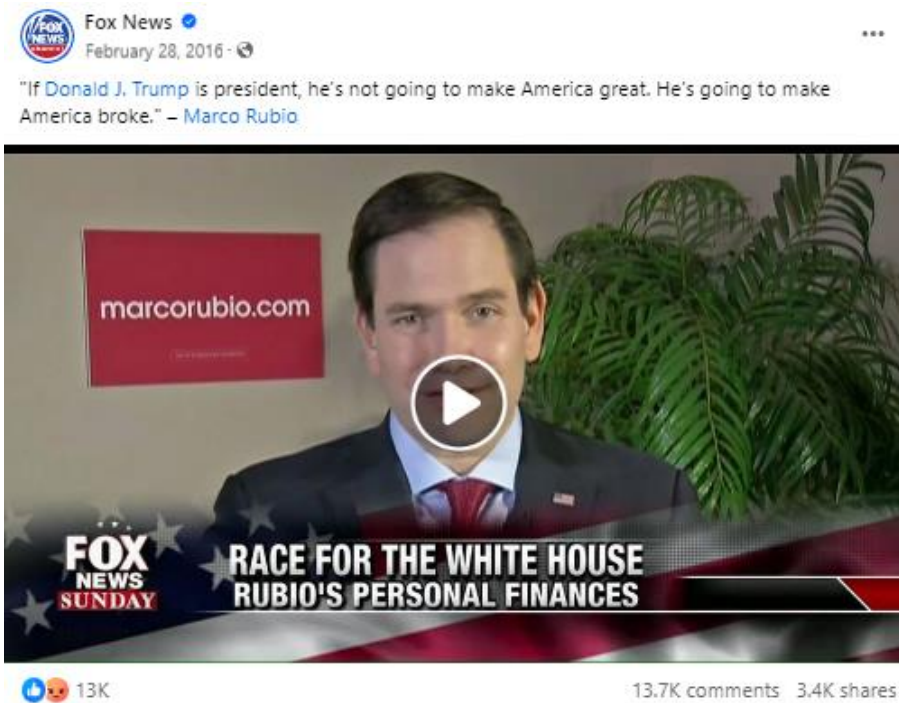 Fox News
February 28, 2016 ·
"If Donald J. Trump is president, he's not going to make America great. He's going to make
America broke." – Marco Rubio
marcorubio.com
FOX
NEWS
SUNDAY
RACE FOR THE WHITE HOUSE
RUBIO'S PERSONAL FINANCES
13K
13.7K comments 3.4K shares